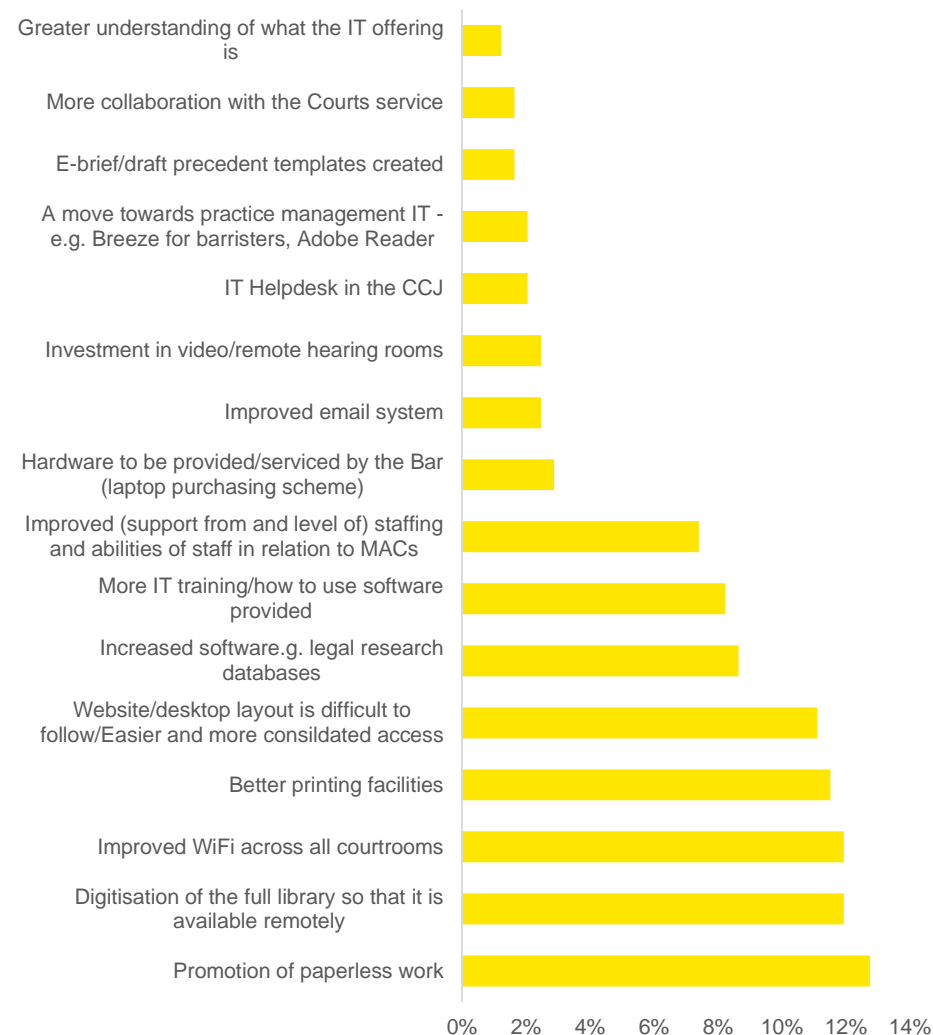 Greater understanding of what the IT offering
is
More collaboration with the Courts service
E-brief/draft precedent templates created
A move towards practice management IT -
e.g. Breeze for barristers, Adobe Reader
IT Helpdesk in the CCJ
Investment in video/remote hearing rooms
Improved email system
Hardware to be provided/serviced by the Bar
(laptop purchasing scheme)
Improved (support from and level of) staffing
and abilities of staff in relation to MACs
More IT training/how to use software
provided
Increased software.g. legal research
databases
Website/desktop layout is difficult to
follow/Easier and more consildated access
Better printing facilities
Improved WiFi across all courtrooms
Digitisation of the full library so that it is
available remotely
Promotion of paperless work
0% 2% 4% 6% 8% 10% 12% 14%